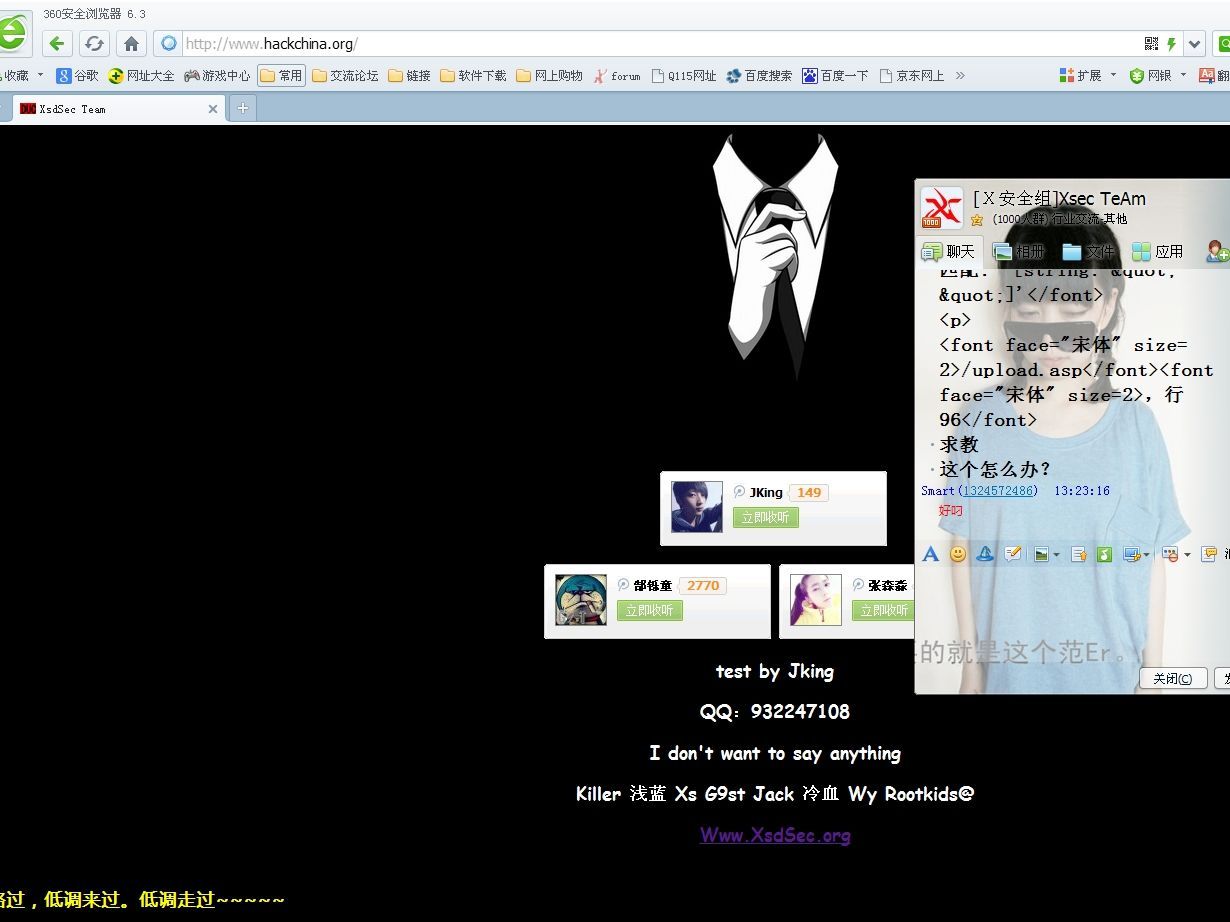 360安全浏览器 6.3
http://www.hackchina.org/
收藏 谷歌 网址大全 游戏中心 常用 交流论坛 链接 软件下载 网上购物 forum Q115网址 百度搜索 百度一下 京东网上 » 扩展 网银 翻
XsdSec Team
[X安全组]Xsec TeAm
(1000人群) 行业交流-其他
聊天 相册 文件 应用
匹配: '[string: &quot;
&quot;]'</font>
<p>
<font face="宋体" size=
2>/upload.asp</font><font
face="宋体" size=2>, 行
96</font>
求教
这个怎么办?
Smart(1324572486) 13:23:16
好叼
的就是这个范Er。
关闭(C)
JKing 149
立即收听
郜铄童 2770
立即收听
张森淼
立即收听
test by Jking
QQ: 932247108
I don't want to say anything
Killer 浅蓝 Xs G9st Jack 冷血 Wy Rootkids@
Www.XsdSec.org
路过，低调来过。低调走过~~~~~